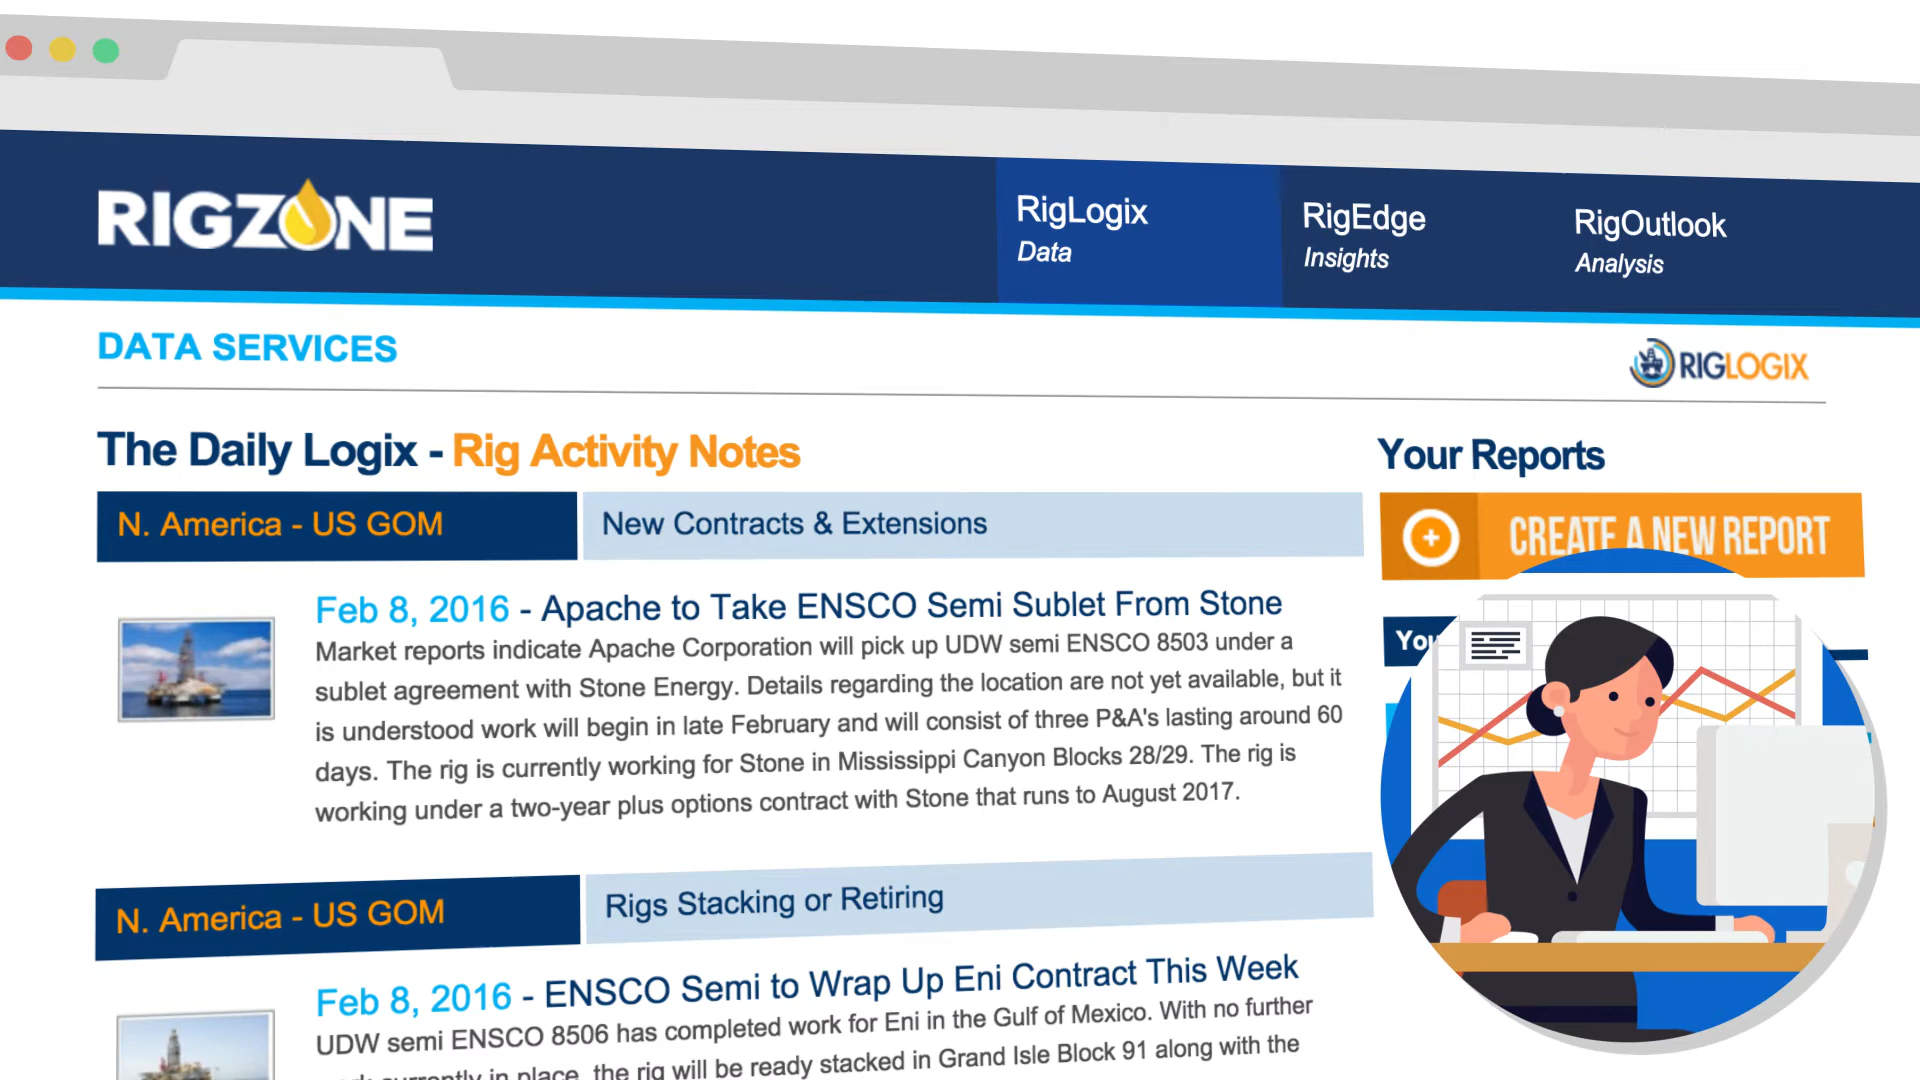 RIGZONE
RigLogix
Data
RigEdge
Insights
RigOutlook
Analysis
DATA SERVICES
RIGLOGIX
The Daily Logix - Rig Activity Notes
Your Reports
N. America - US GOM
New Contracts & Extensions
CREATE A NEW REPORT
Feb 8, 2016 - Apache to Take ENSCO Semi Sublet From Stone
Market reports indicate Apache Corporation will pick up UDW semi ENSCO 8503 under a
sublet agreement with Stone Energy. Details regarding the location are not yet available, but it
is understood work will begin in late February and will consist of three P&A's lasting around 60
days. The rig is currently working for Stone in Mississippi Canyon Blocks 28/29. The rig is
working under a two-year plus options contract with Stone that runs to August 2017.
N. America - US GOM
Rigs Stacking or Retiring
Feb 8, 2016 - ENSCO Semi to Wrap Up Eni Contract This Week
UDW semi ENSCO 8506 has completed work for Eni in the Gulf of Mexico. With no further
currently in place, the rig will be ready stacked in Grand Isle Block 91 along with the